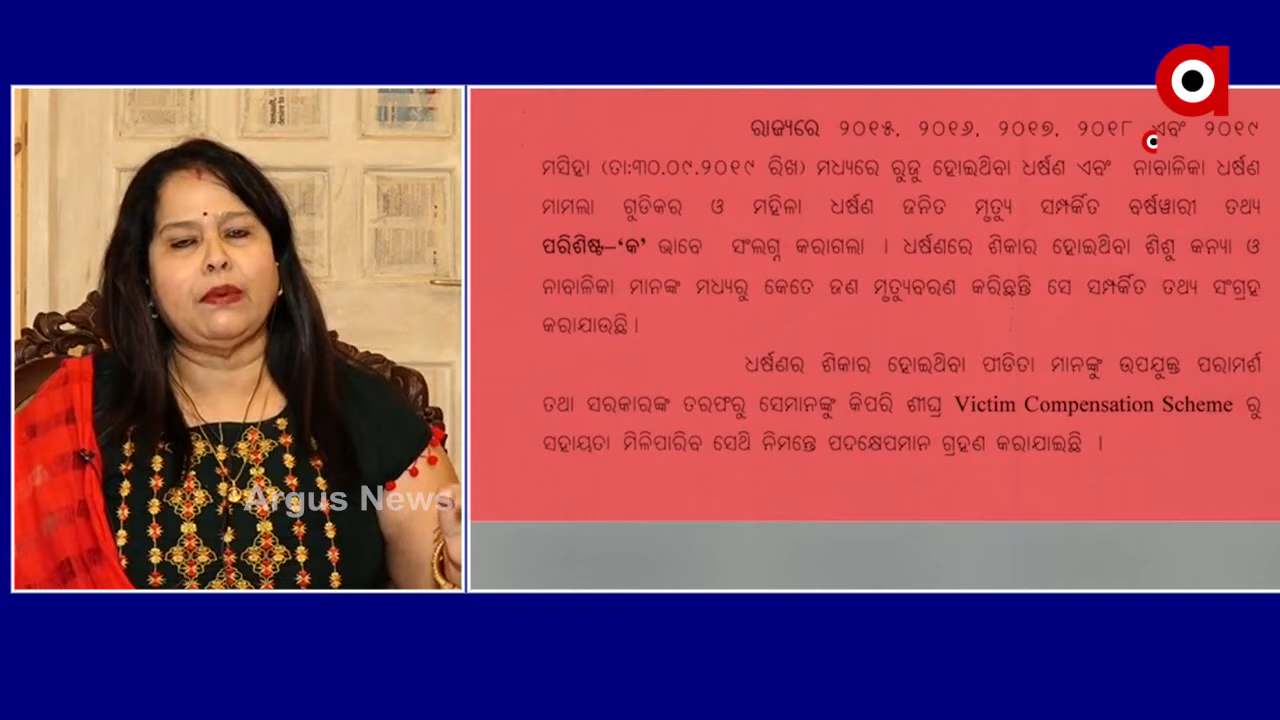 ରାଜ୍ୟରେ ୨୦୧୫, ୨୦୧୬, ୨୦୧୭, ୨୦୧୮ ଏବଂ ୨୦୧୯
ମସିହା (ତା:୩୦.୦୯.୨୦୧୯ ରିଖ) ମଧ୍ୟରେ ରୁଜୁ ହୋଇଥିବା ଧର୍ଷଣ ଏବଂ ନାବାଳିକା ଧର୍ଷଣ
ମାମଲା ଗୁଡିକର ଓ ମହିଳା ଧର୍ଷଣ ଜନିତ ମୃତ୍ୟୁ ସମ୍ପର୍କିତ ବର୍ଷୱାରୀ ତଥ୍ୟ
ପରିଶିଷ୍ଟ–‘କ’ ଭାବେ ସଂଲଗ୍ନ କରାଗଲା । ଧର୍ଷଣରେ ଶିକାର ହୋଇଥିବା ଶିଶୁ କନ୍ୟା ଓ
ନାବାଳିକା ମାନଙ୍କ ମଧ୍ୟରୁ କେତେ ଜଣ ମୃତ୍ୟୁବରଣ କରିଛନ୍ତି ସେ ସମ୍ପର୍କିତ ତଥ୍ୟ ସଂଗ୍ରହ
କରାଯାଉଛି ।
ଧର୍ଷଣର ଶିକାର ହୋଇଥିବା ପୀଡିତା ମାନଙ୍କୁ ଉପଯୁକ୍ତ ପରାମର୍ଶ
ତଥା ସରକାରଙ୍କ ତରଫରୁ ସେମାନଙ୍କୁ କିପରି ଶୀଘ୍ର Victim Compensation Scheme ରୁ
ସହାୟତା ମିଳିପାରିବ ସେଥି ନିମନ୍ତେ ପଦକ୍ଷେପମାନ ଗ୍ରହଣ କରାଯାଇଛି ।
Argus News